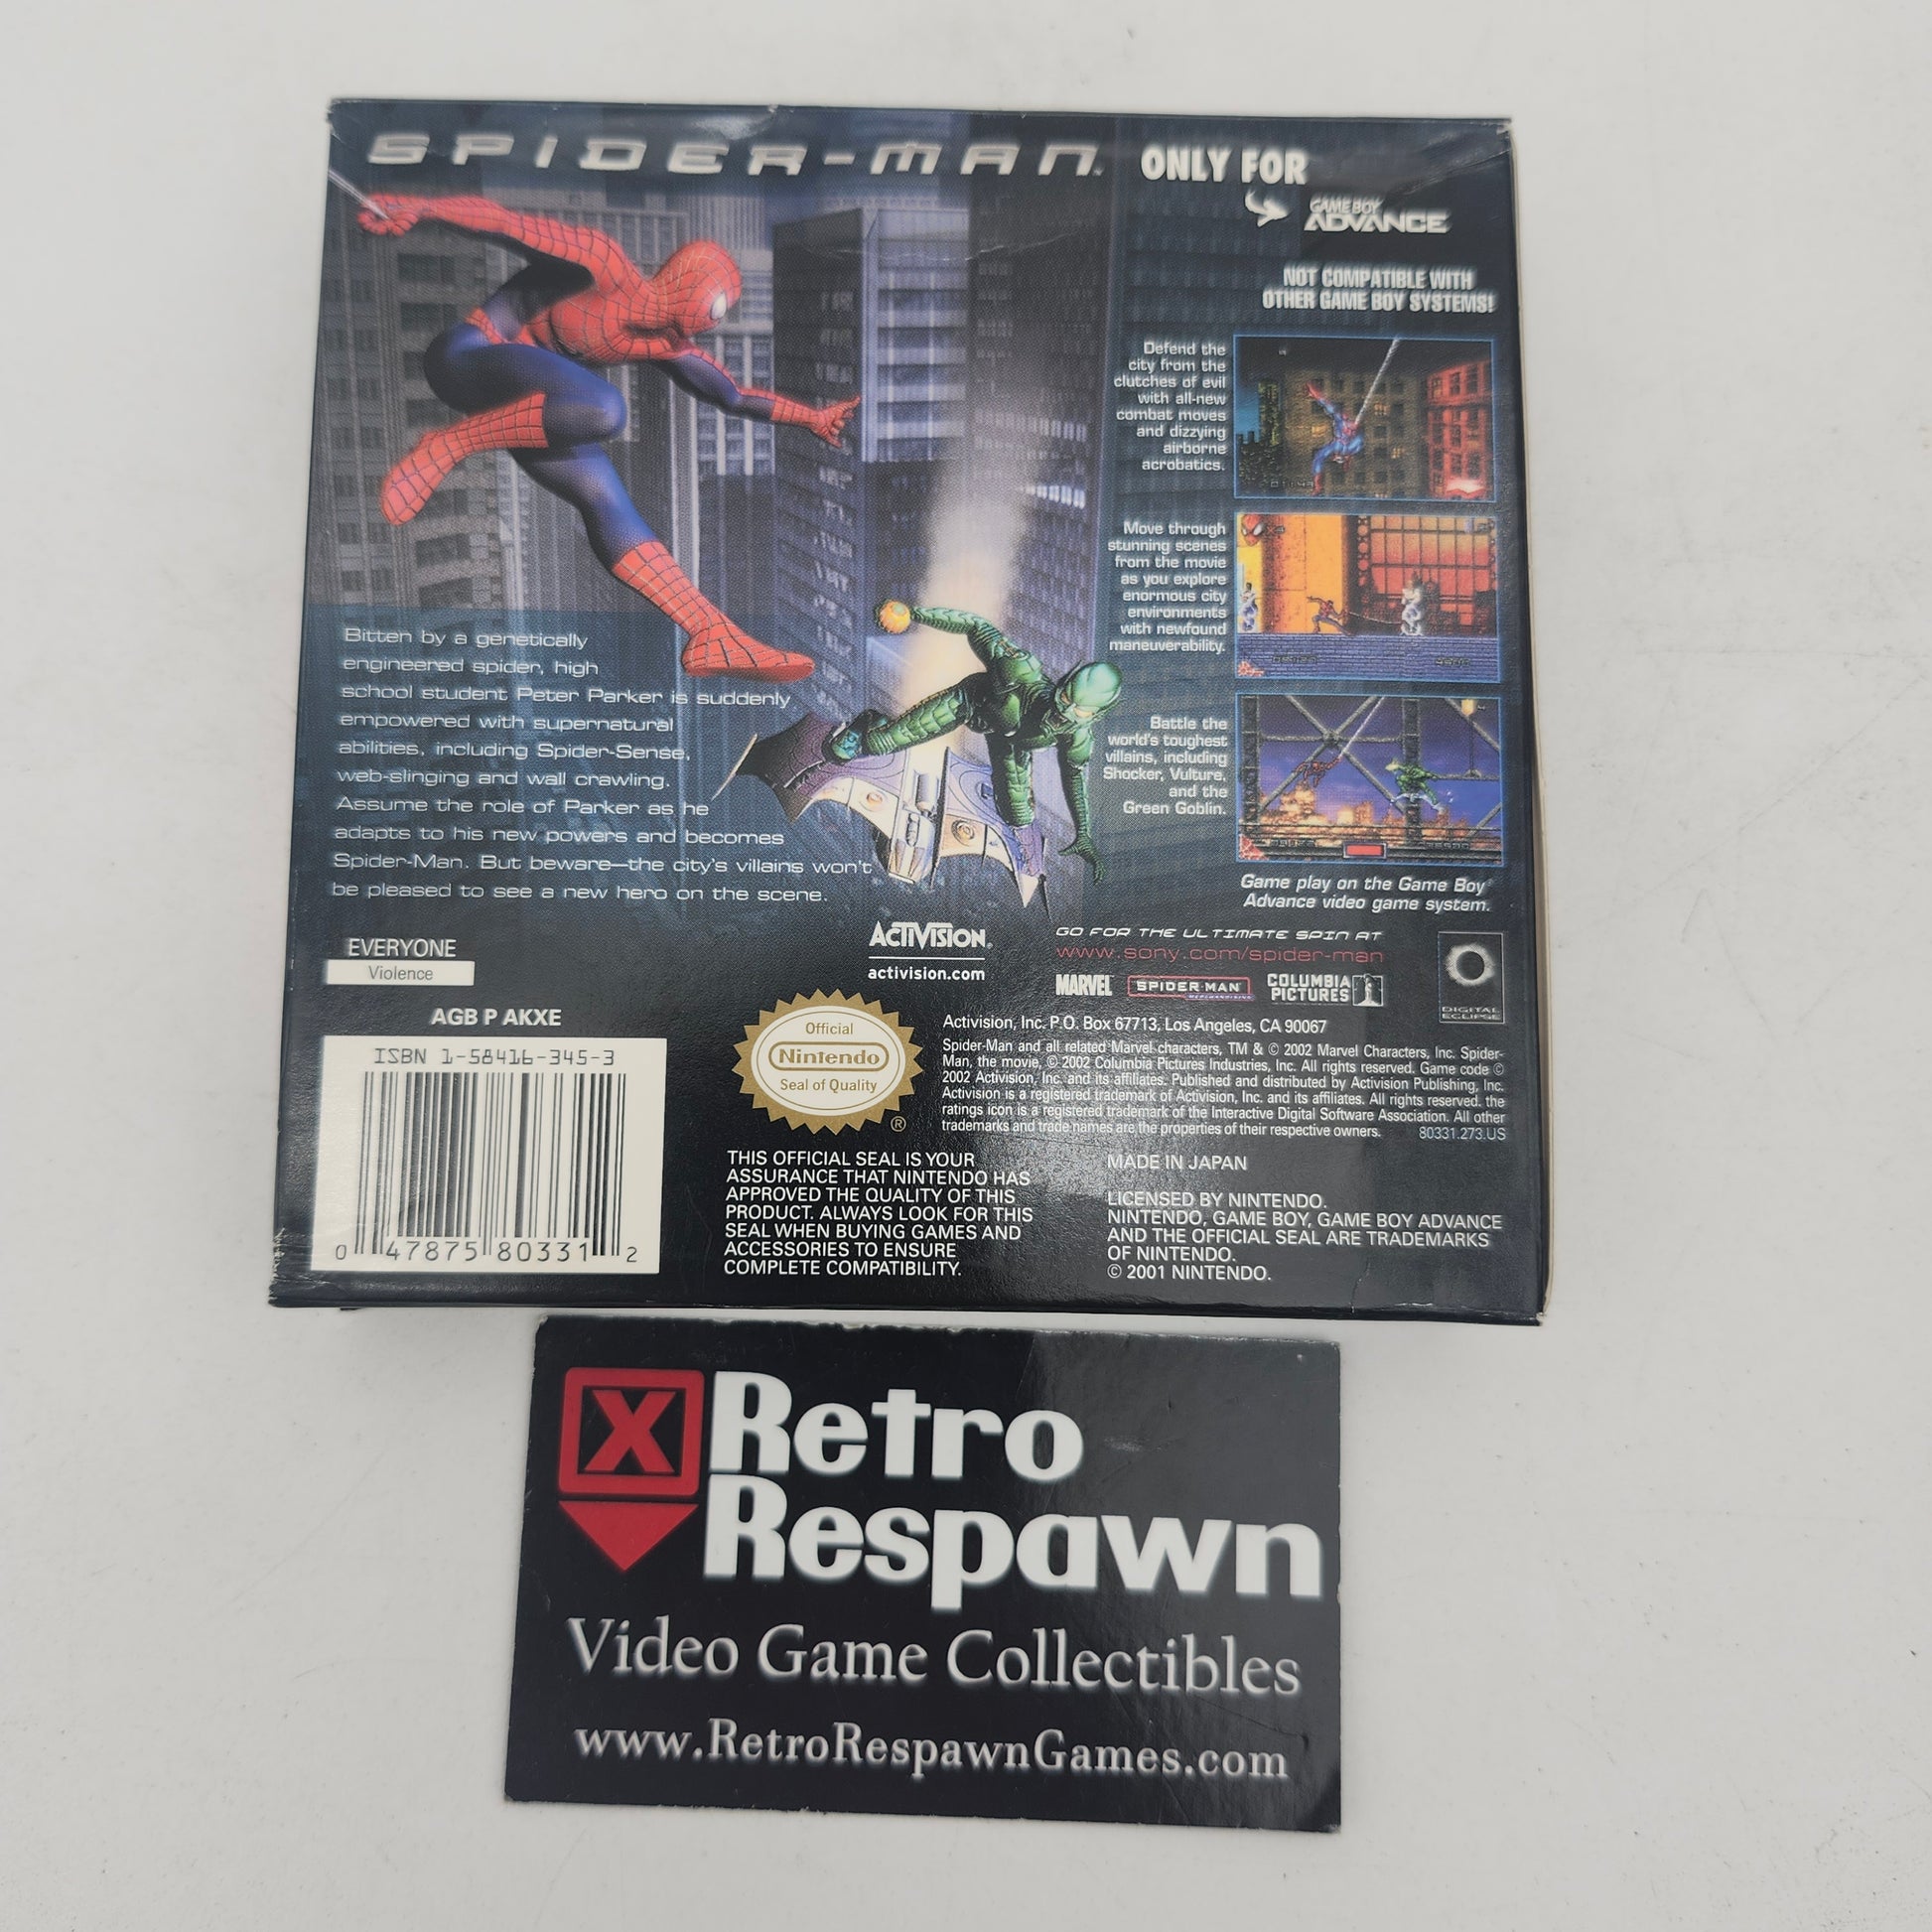 SPIDER-MAN
ONLY FOR
GAME BOY
ADVANCE
NOT COMPATIBLE WITH
OTHER GAME BOY SYSTEMS!
Defend the
city from the
clutches of evil
with all-new
combat moves
and dizzying
airborne
acrobatics.
Move through
stunning scenes
from the movie
as you explore
enormous city
environments
with newfound
maneuverability.
Battle the
world's toughest
villains, including
Shocker, Vulture,
and the
Green Goblin.
Game play on the Game Boy®
Advance video game system.
Bitten by a genetically
engineered spider, high
school student Peter Parker is suddenly
empowered with supernatural
abilities, including Spider-Sense,
web-slinging and wall crawling.
Assume the role of Parker as he
adapts to his new powers and becomes
Spider-Man. But beware—the city's villains won't
be pleased to see a new hero on the scene.
EVERYONE
Violence
AGB P AKXE
ISBN 1-58416-345-3
0 47875 80331 2
ACTIVISION®
activision.com
GO FOR THE ULTIMATE SPIN AT
www.sony.com/spider-man
MARVEL
SPIDER-MAN
COLUMBIA
PICTURES
DIGITAL
ECLIPSE
Official
Nintendo
Seal of Quality
®
Activision, Inc. P.O. Box 67713, Los Angeles, CA 90067
Spider-Man and all related Marvel characters, TM & © 2002 Marvel Characters, Inc. Spider-
Man, the movie, © 2002 Columbia Pictures Industries, Inc. All rights reserved. Game code ©
2002 Activision, Inc. and its affiliates. Published and distributed by Activision Publishing, Inc.
Activision is a registered trademark of Activision, Inc. and its affiliates. All rights reserved. the
ratings icon is a registered trademark of the Interactive Digital Software Association. All other
trademarks and trade names are the properties of their respective owners. 80331.273.US
THIS OFFICIAL SEAL IS YOUR
ASSURANCE THAT NINTENDO HAS
APPROVED THE QUALITY OF THIS
PRODUCT. ALWAYS LOOK FOR THIS
SEAL WHEN BUYING GAMES AND
ACCESSORIES TO ENSURE
COMPLETE COMPATIBILITY.
MADE IN JAPAN
LICENSED BY NINTENDO.
NINTENDO, GAME BOY, GAME BOY ADVANCE
AND THE OFFICIAL SEAL ARE TRADEMARKS
OF NINTENDO.
© 2001 NINTENDO.
X
Retro
Respawn
Video Game Collectibles
www.RetroRespawnGames.com